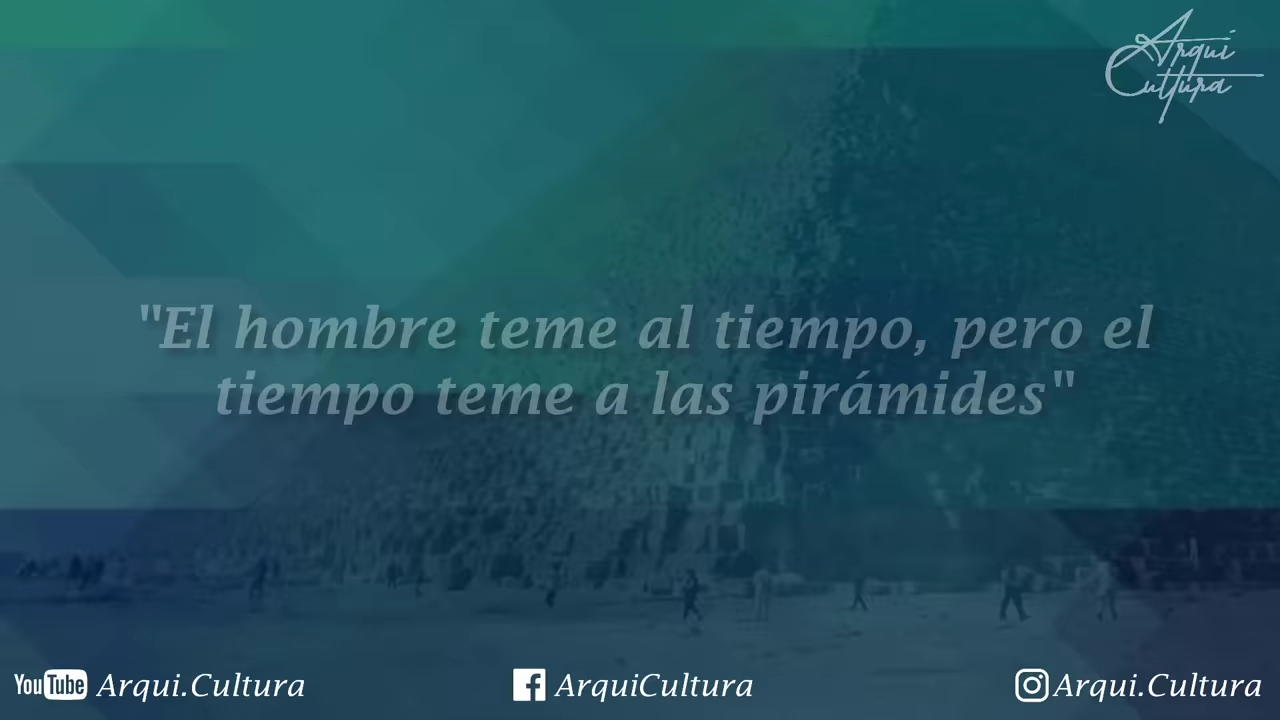 Arqui
Cultura
"El hombre teme al tiempo, pero el
tiempo teme a las pirámides"
YouTube Arqui.Cultura
ArquiCultura
Arqui.Cultura